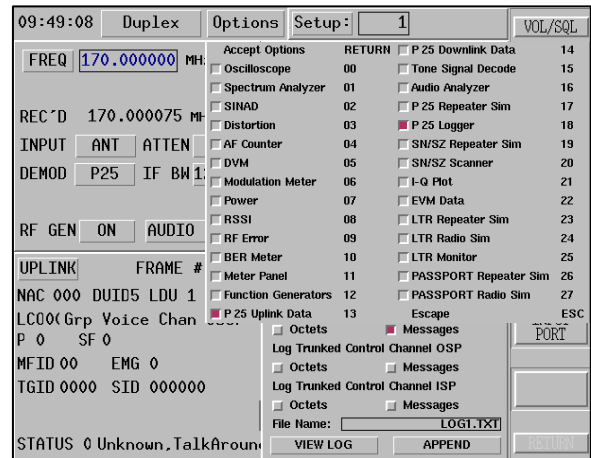 09:49:08 Duplex Options Setup: 1 VOL/SQL
FREQ 170.000000 MH
REC'D 170.000075 MH
INPUT ANT ATTEN
DEMOD P25 IF BW 1
RF GEN ON AUDIO
UPLINK FRAME #
NAC 000 DUID5 LDU 1
LCO0(Grp Voice Chan
P 0 SF 0
MFID 00 EMG 0
TGID 0000 SID 000000
STATUS 0 Unknown,TalkAroun
Accept Options RETURN
Oscilloscope 00
Spectrum Analyzer 01
SINAD 02
Distortion 03
AF Counter 04
DVM 05
Modulation Meter 06
Power 07
RSSI 08
RF Error 09
BER Meter 10
Meter Panel 11
Function Generators 12
P 25 Uplink Data 13
P 25 Downlink Data 14
Tone Signal Decode 15
Audio Analyzer 16
P 25 Repeater Sim 17
P 25 Logger 18
SN/SZ Repeater Sim 19
SN/SZ Scanner 20
I-Q Plot 21
EVM Data 22
LTR Repeater Sim 23
LTR Radio Sim 24
LTR Monitor 25
PASSPORT Repeater Sim 26
PASSPORT Radio Sim 27
Escape ESC
Octets Messages
Log Trunked Control Channel OSP
Octets Messages
Log Trunked Control Channel ISP
Octets Messages
File Name: LOG1.TXT
VIEW LOG APPEND
PORT
RETURN